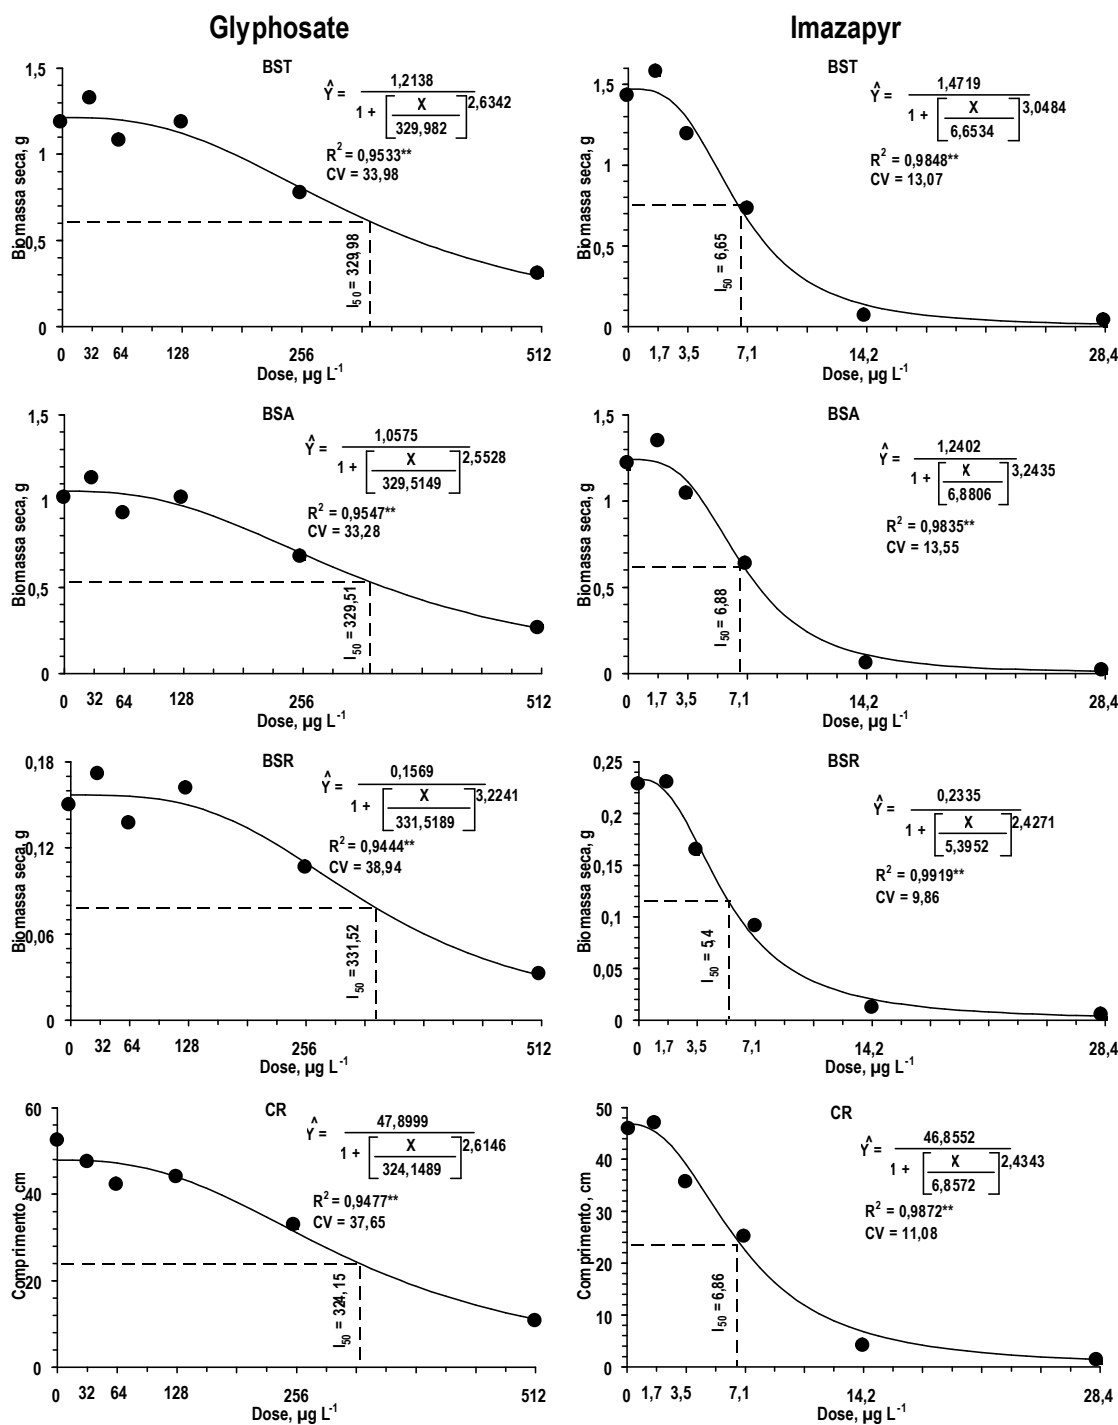 Glyphosate
Imazapyr
BST
Ŷ = 1,2138 / 1 + [X / 329,982]^2,6342
R² = 0,9533**
CV = 33,98
Biomassa seca, g
1,5
1
0,5
0
I50 = 329,98
0 32 64 128 256 512
Dose, µg L⁻¹
BST
Ŷ = 1,4719 / 1 + [X / 6,6534]^3,0484
R² = 0,9848**
CV = 13,07
Biomassa seca, g
1,5
1
0,5
0
I50 = 6,65
0 1,7 3,5 7,1 14,2 28,4
Dose, µg L⁻¹
BSA
Ŷ = 1,0575 / 1 + [X / 329,5149]^2,5528
R² = 0,9547**
CV = 33,28
Biomassa seca, g
1,5
1
0,5
0
I50 = 329,51
0 32 64 128 256 512
Dose, µg L⁻¹
BSA
Ŷ = 1,2402 / 1 + [X / 6,8806]^3,2435
R² = 0,9835**
CV = 13,55
Biomassa seca, g
1,5
1
0,5
0
I50 = 6,88
0 1,7 3,5 7,1 14,2 28,4
Dose, µg L⁻¹
BSR
Ŷ = 0,1569 / 1 + [X / 331,5189]^3,2241
R² = 0,9444**
CV = 38,94
Biomassa seca, g
0,18
0,12
0,06
0
I50 = 331,52
0 32 64 128 256 512
Dose, µg L⁻¹
BSR
Ŷ = 0,2335 / 1 + [X / 5,3952]^2,4271
R² = 0,9919**
CV = 9,86
Biomassa seca, g
0,25
0,2
0,15
0,1
0,05
0
I50 = 5,4
0 1,7 3,5 7,1 14,2 28,4
Dose, µg L⁻¹
CR
Ŷ = 47,8999 / 1 + [X / 324,1489]^2,6146
R² = 0,9477**
CV = 37,65
Comprimento, cm
60
40
20
0
I50 = 324,15
0 32 64 128 256 512
Dose, µg L⁻¹
CR
Ŷ = 46,8552 / 1 + [X / 6,8572]^2,4343
R² = 0,9872**
CV = 11,08
Comprimento, cm
50
40
30
20
10
0
I50 = 6,86
0 1,7 3,5 7,1 14,2 28,4
Dose, µg L⁻¹